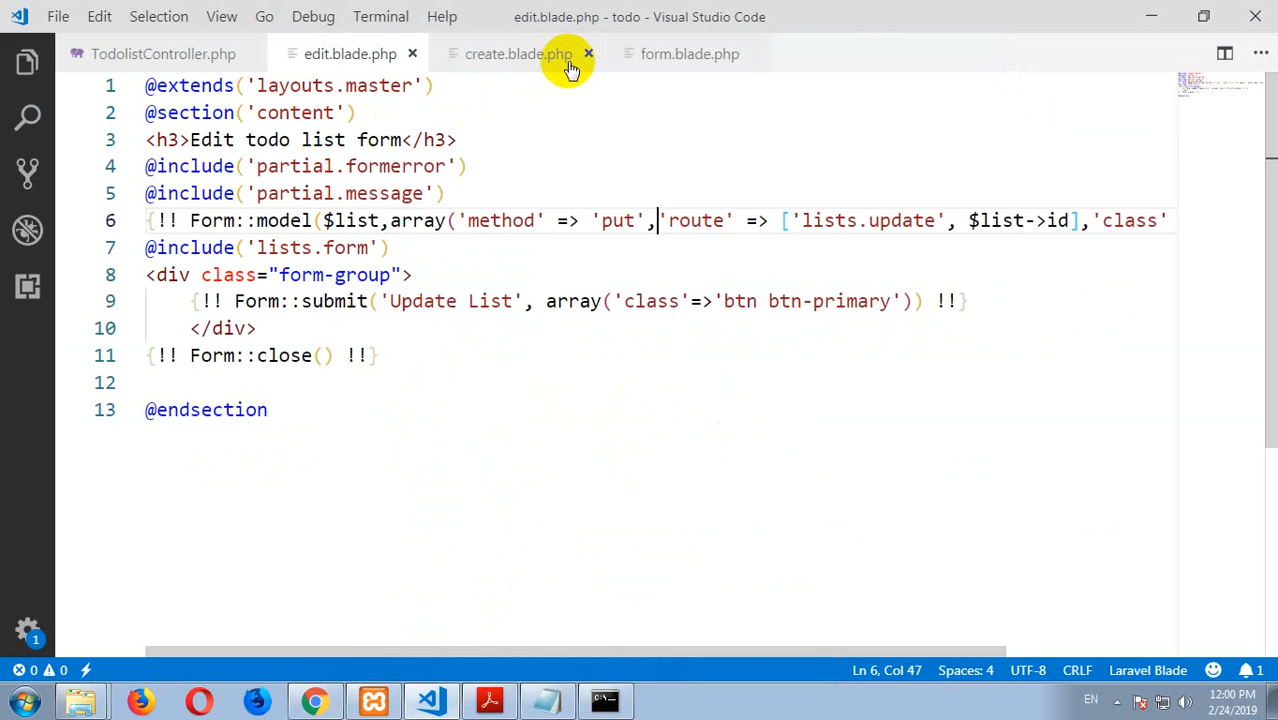 File Edit Selection View Go Debug Terminal Help edit.blade.php - todo - Visual Studio Code
TodolistController.php edit.blade.php create.blade.php form.blade.php
1 @extends('layouts.master')
2 @section('content')
3 <h3>Edit todo list form</h3>
4 @include('partial.formerror')
5 @include('partial.message')
6 {!! Form::model($list,array('method' => 'put','route' => ['lists.update', $list->id],'class'
7 @include('lists.form')
8 <div class="form-group">
9 {!! Form::submit('Update List', array('class'=>'btn btn-primary')) !!}
10 </div>
11 {!! Form::close() !!}
12
13 @endsection
1
0 0 Ln 6, Col 47 Spaces: 4 UTF-8 CRLF Laravel Blade 1
EN 12:00 PM
2/24/2019